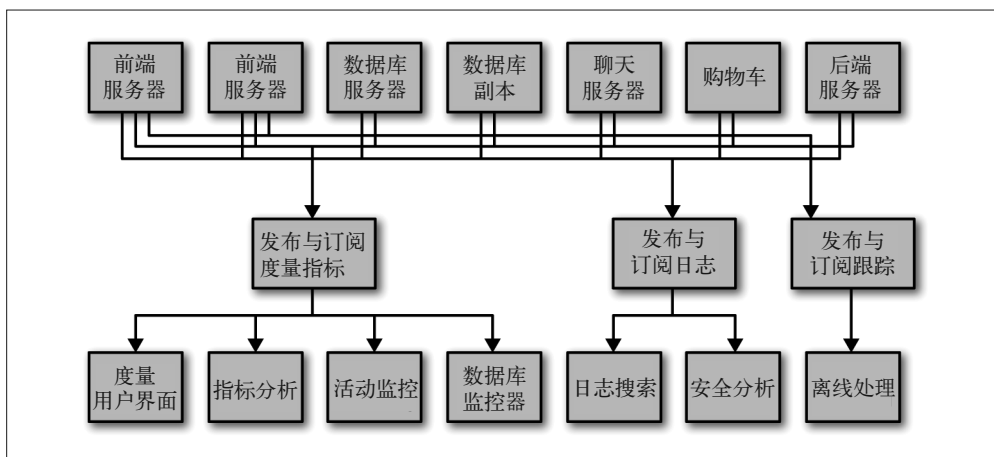 前端
服务器
前端
服务器
数据库
服务器
数据库
副本
聊天
服务器
购物车
后端
服务器
发布与订阅
度量指标
发布与
订阅日志
发布与
订阅跟踪
度量
用户界面
指标分析
活动监控
数据库
监控器
日志搜索
安全分析
离线处理